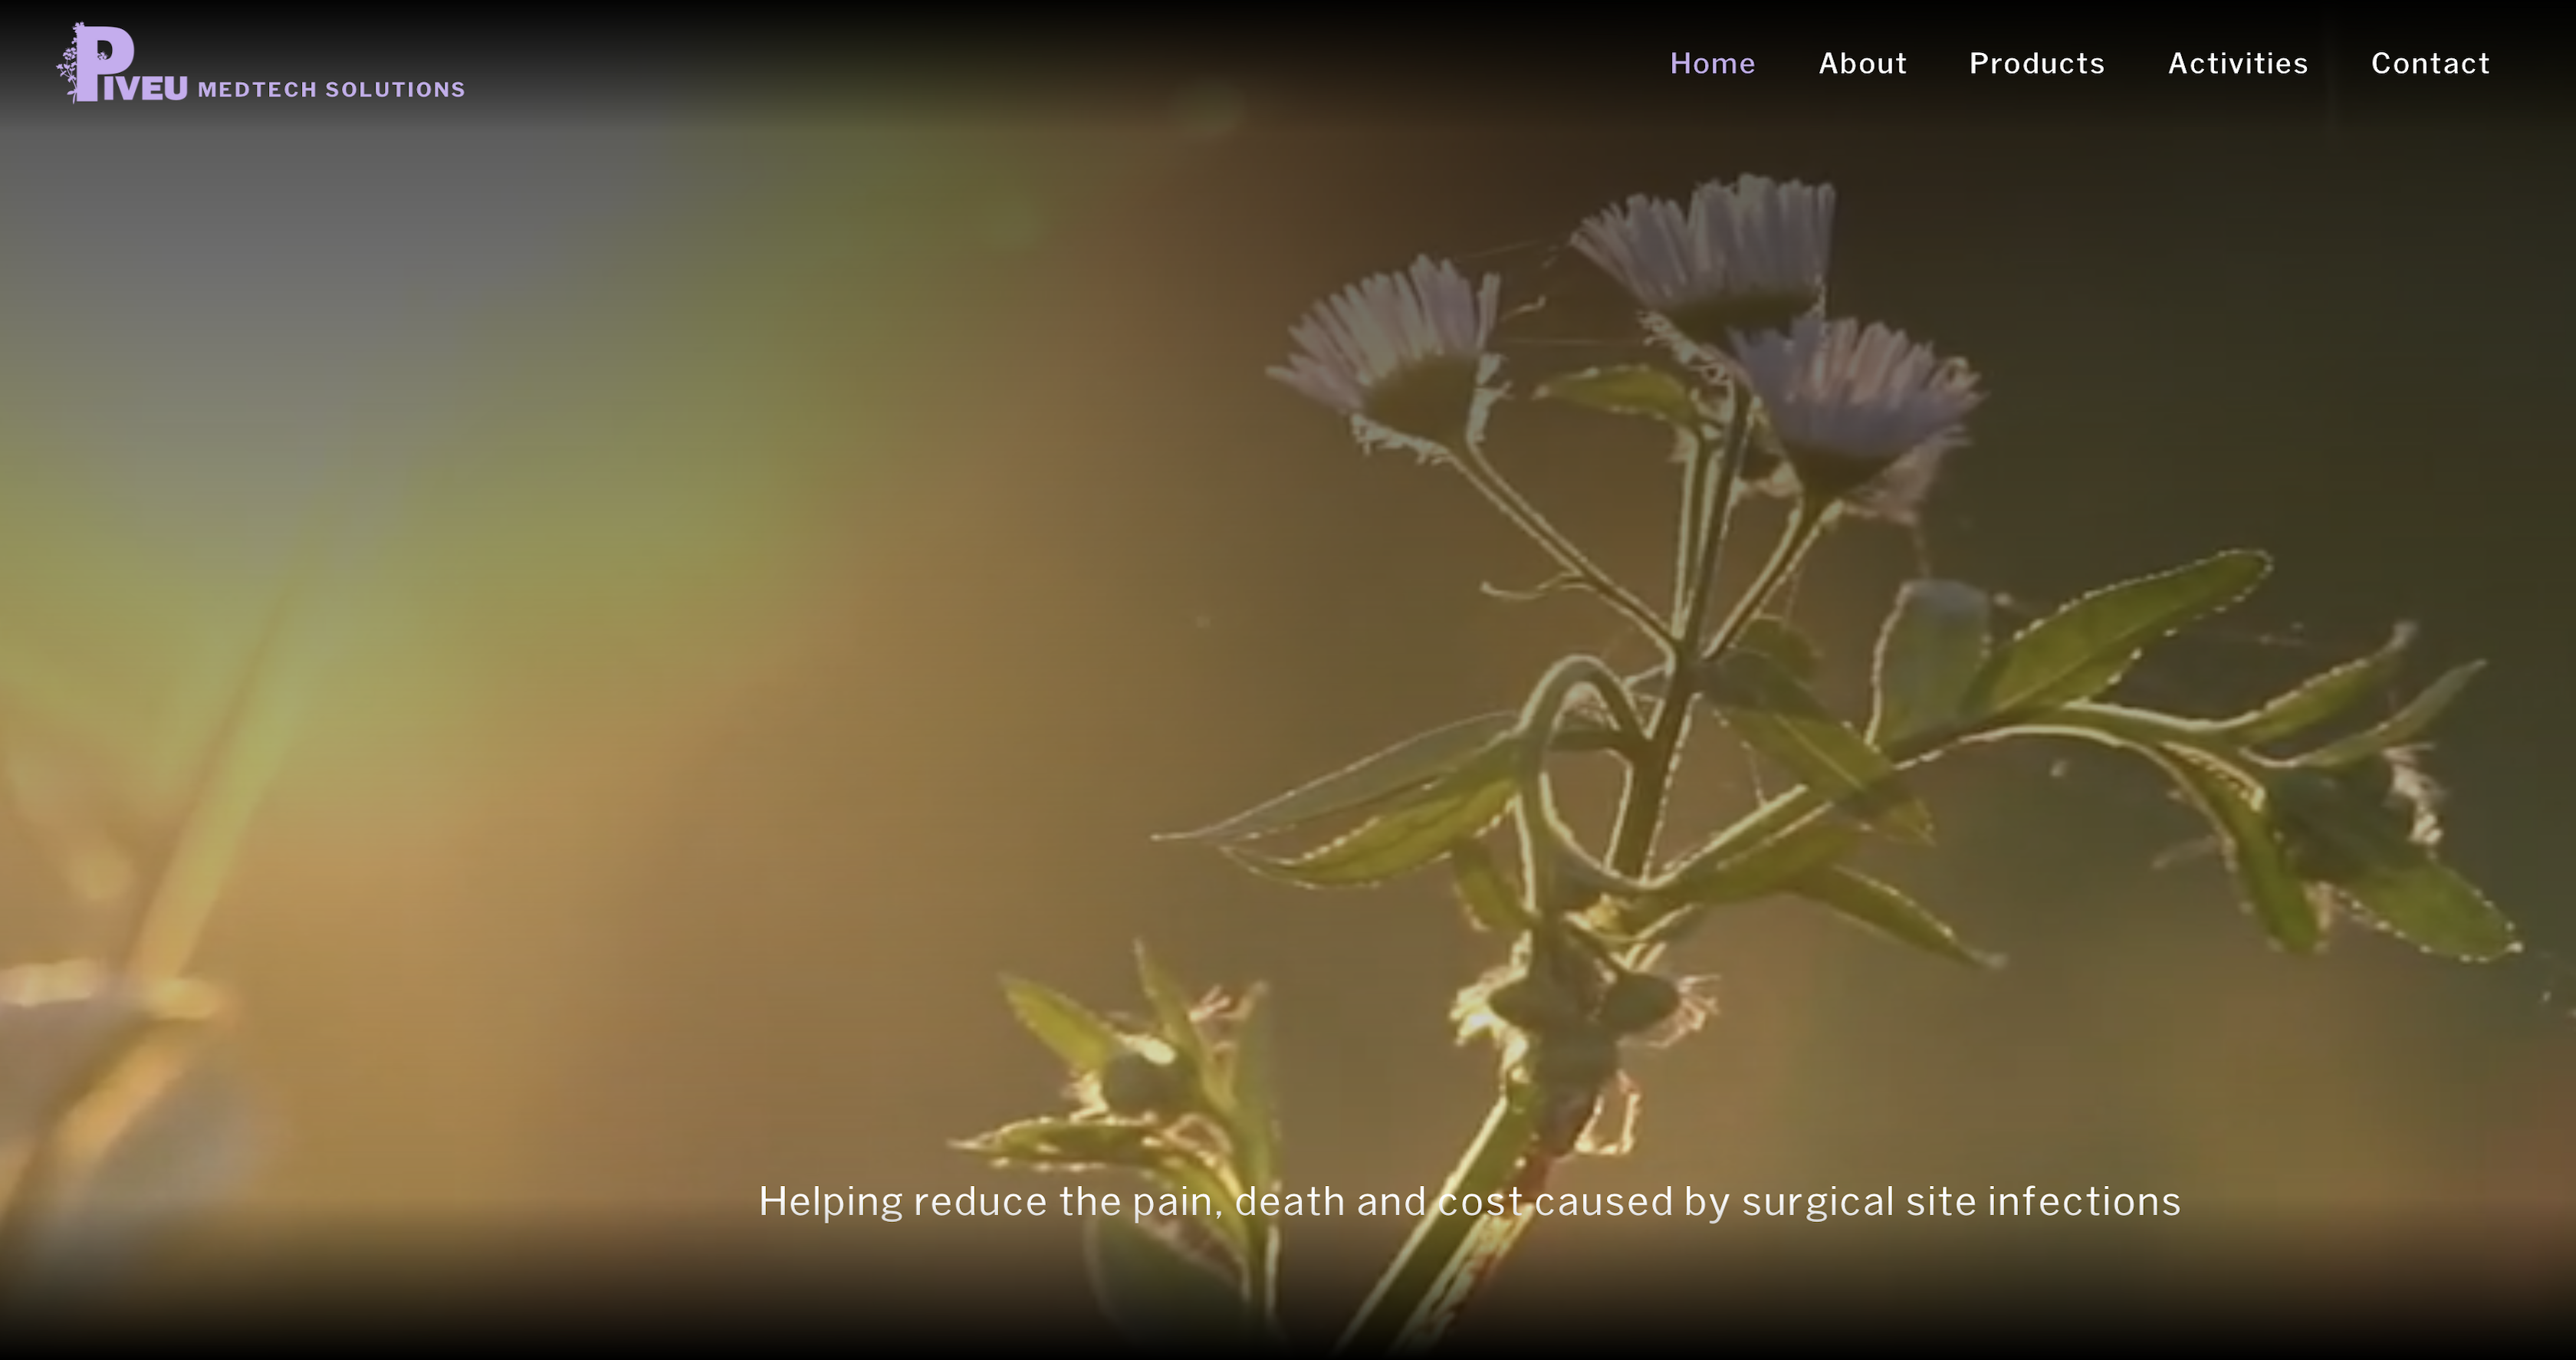 PIVEU MEDTECH SOLUTIONS
Home About Products Activities Contact
Helping reduce the pain, death and cost caused by surgical site infections